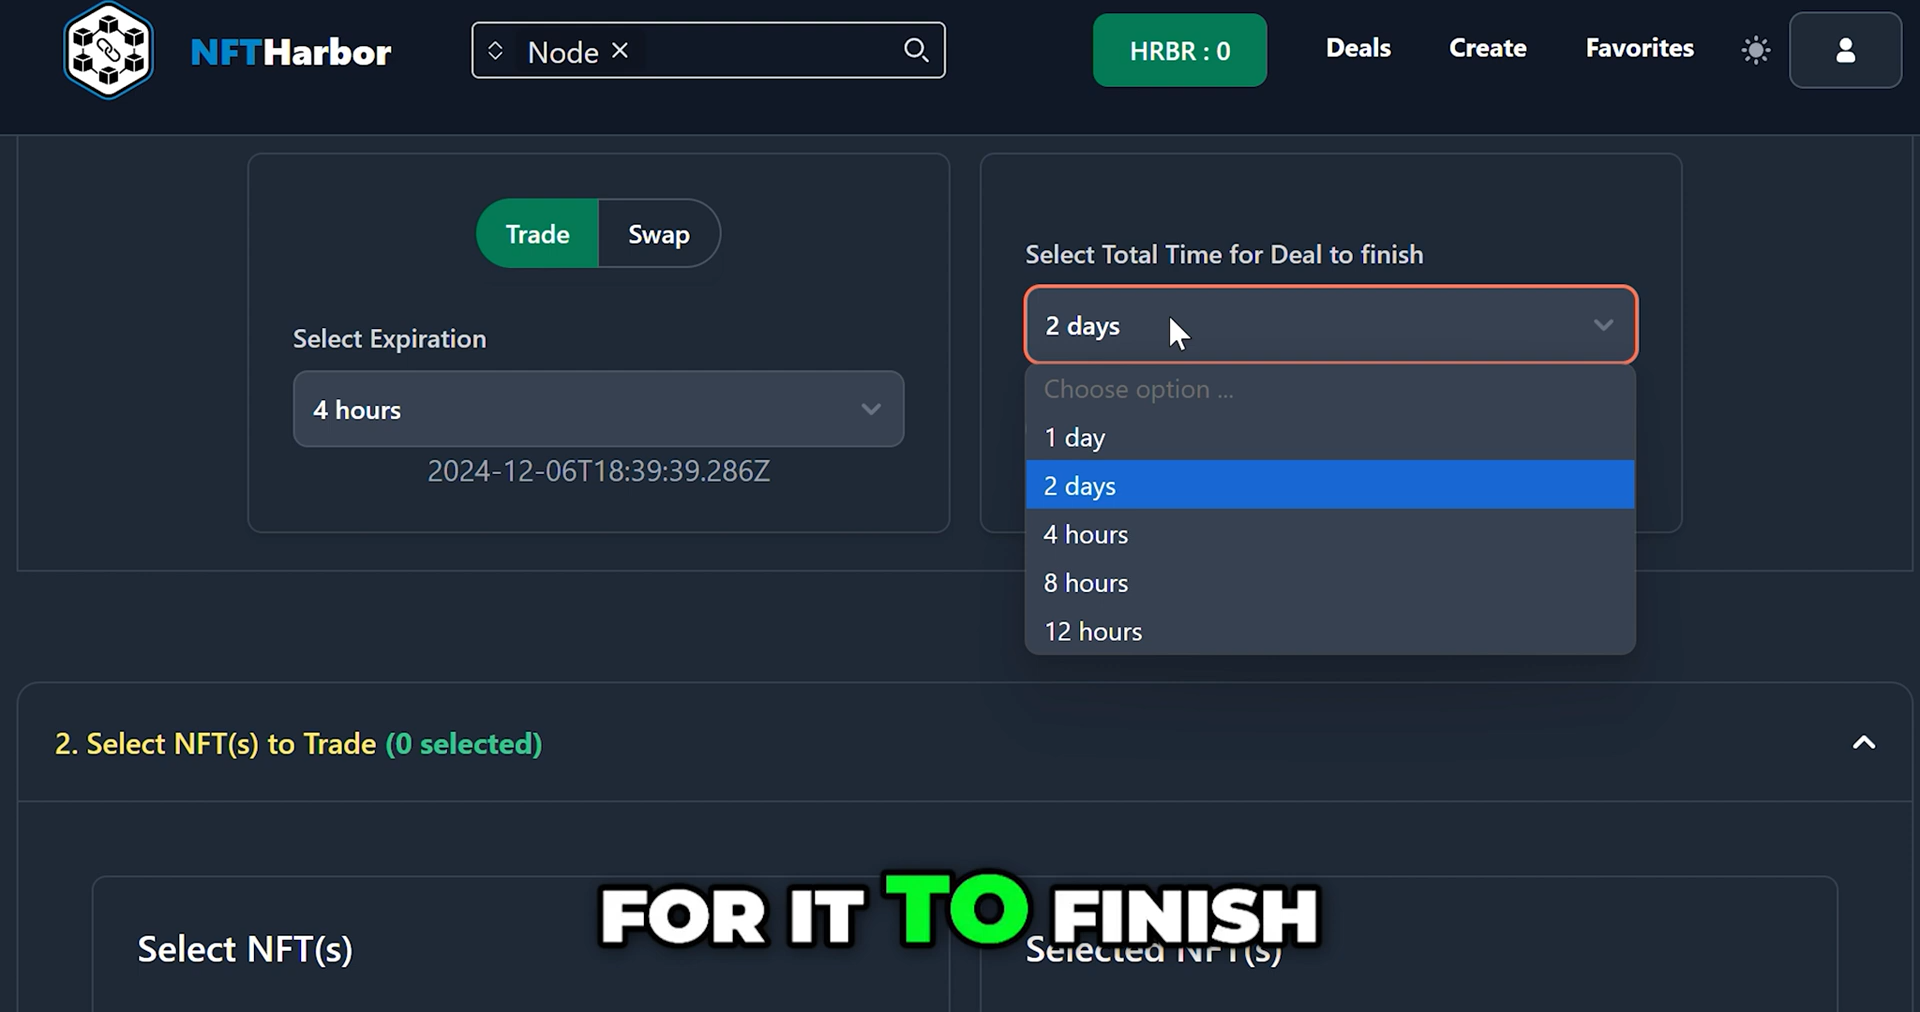 NFTHarbor
Node ×
HRBR : 0
Deals
Create
Favorites
Trade
Swap
Select Expiration
4 hours
2024-12-06T18:39:39.286Z
Select Total Time for Deal to finish
2 days
Choose option ...
1 day
2 days
4 hours
8 hours
12 hours
2. Select NFT(s) to Trade (0 selected)
Select NFT(s)
Selected NFT(s)
FOR IT TO FINISH